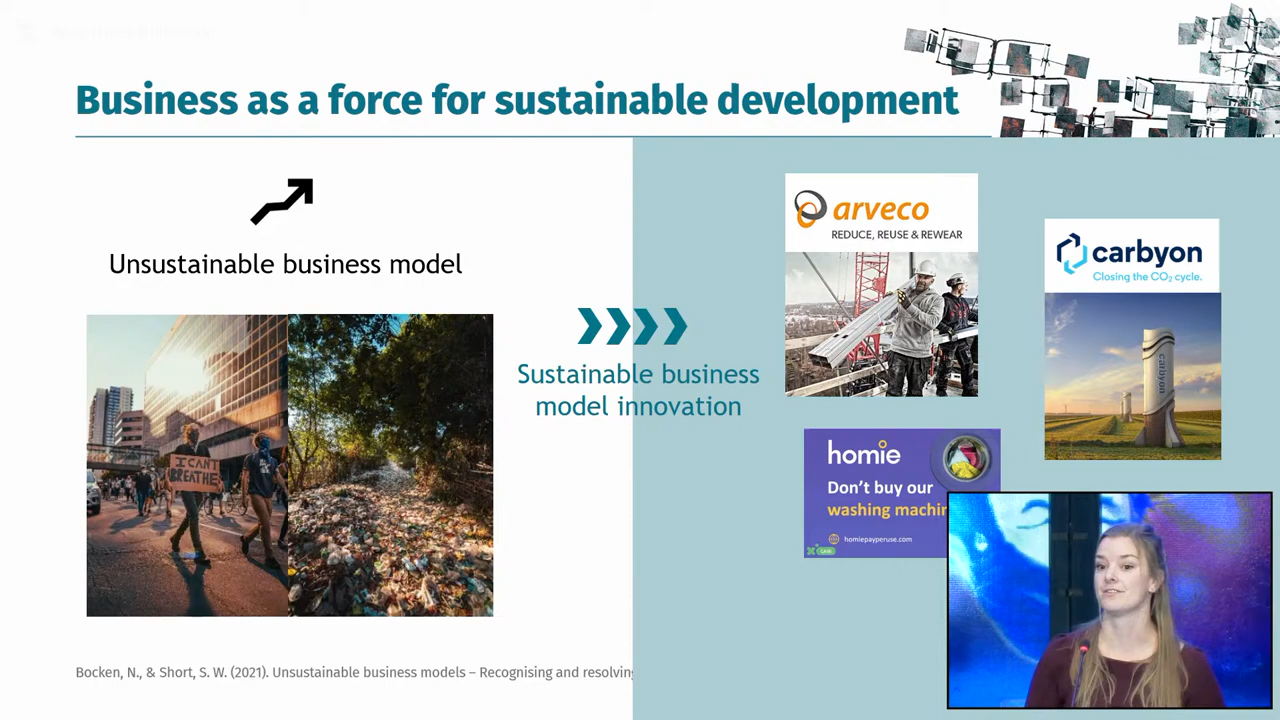 Business as a force for sustainable development
Unsustainable business model
I CAN'T
BREATHE
Sustainable business
model innovation
arveco
REDUCE, REUSE & REWEAR
carbyon
Closing the CO₂ cycle.
carbyon
homie
Don't buy our
washing machin
homiepayperuse.com
Bocken, N., & Short, S. W. (2021). Unsustainable business models – Recognising and resolving